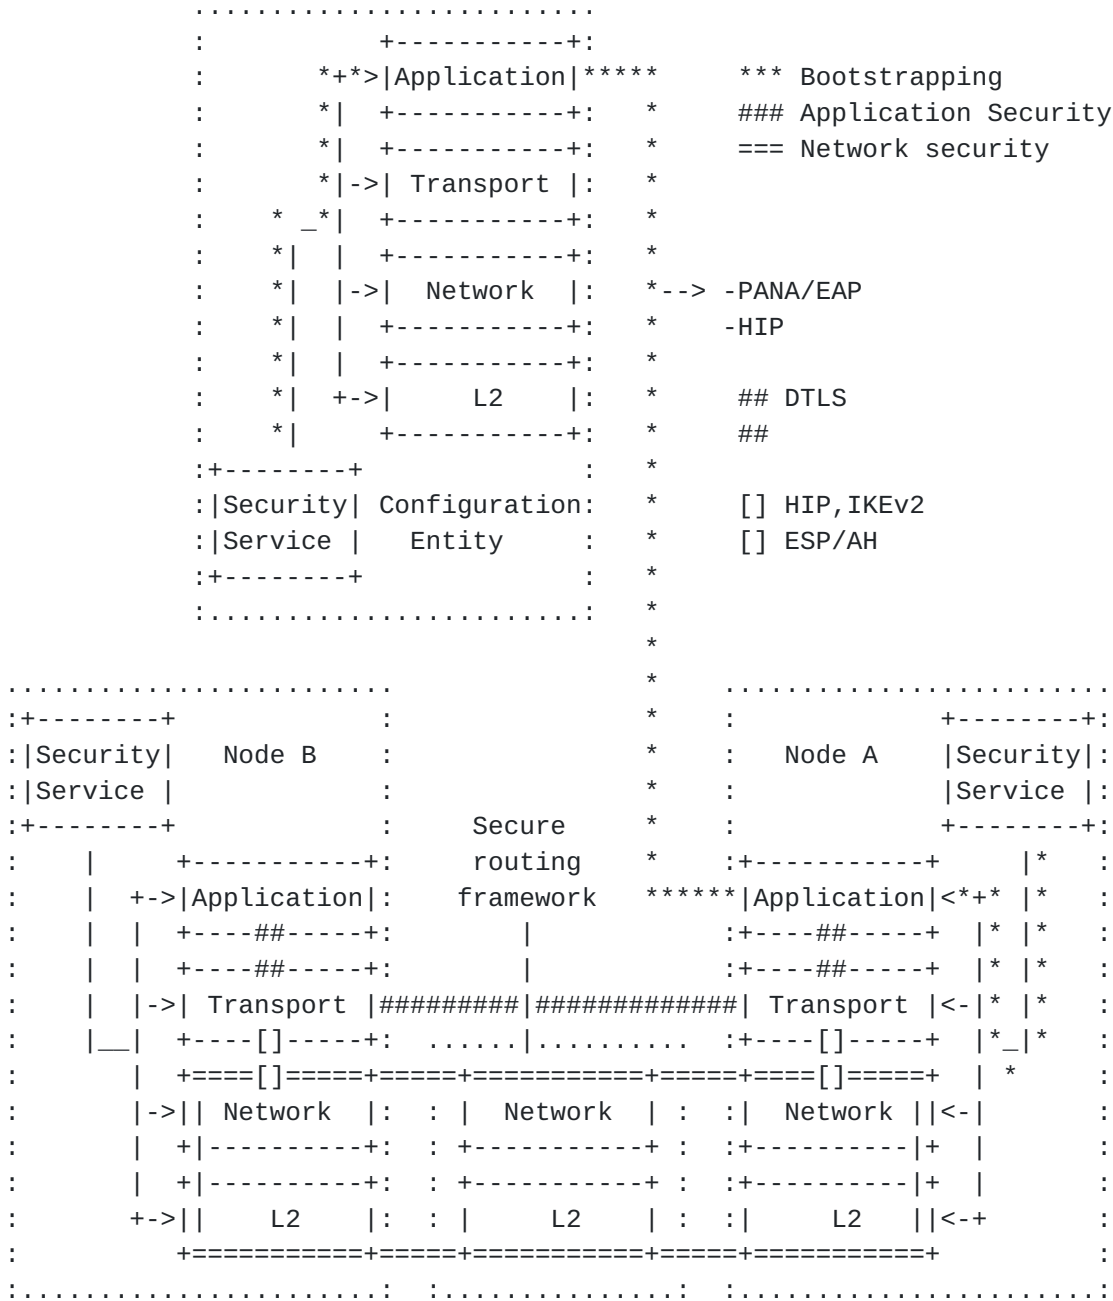 .........................
            :           +-----------+:
            :       *+*>|Application|*****     *** Bootstrapping
            :       *|  +-----------+:   *     ### Application Security
            :       *|  +-----------+:   *     === Network security
            :       *|->| Transport |:   *
            :    * _*|  +-----------+:   *
            :    *|  |  +-----------+:   *
            :    *|  |->|  Network  |:   *--> -PANA/EAP
            :    *|  |  +-----------+:   *    -HIP
            :    *|  |  +-----------+:   *
            :    *|  +->|     L2    |:   *     ## DTLS
            :    *|     +-----------+:   *     ##
            :+--------+              :   *
            :|Security| Configuration:   *     [] HIP,IKEv2
            :|Service |   Entity     :   *     [] ESP/AH
            :+--------+              :   *
            :........................:   *
                                         *
.........................                *    .........................
:+--------+             :                *    :             +--------+:
:|Security|   Node B    :                *    :   Node A    |Security|:
:|Service |             :                *    :             |Service |:
:+--------+             :     Secure     *    :             +--------+:
:    |     +-----------+:     routing    *    :+-----------+     |*   :
:    |  +->|Application|:    framework   ******|Application|<*+* |*   :
:    |  |  +----##-----+:        |            :+----##-----+  |* |*   :
:    |  |  +----##-----+:        |            :+----##-----+  |* |*   :
:    |  |->| Transport |#########|#############| Transport |<-|* |*   :
:    |__|  +----[]-----+:  ......|..........  :+----[]-----+  |*_|*   :
:       |  +====[]=====+=====+===========+=====+====[]=====+  | *     :
:       |->|| Network  |:  : |  Network  | :  :|  Network ||<-|       :
:       |  +|----------+:  : +-----------+ :  :+----------|+  |       :
:       |  +|----------+:  : +-----------+ :  :+----------|+  |       :
:       +->||    L2    |:  : |     L2    | :  :|     L2   ||<-+       :
:          +===========+=====+===========+=====+===========+          :
:.......................:  :...............:  :.......................: